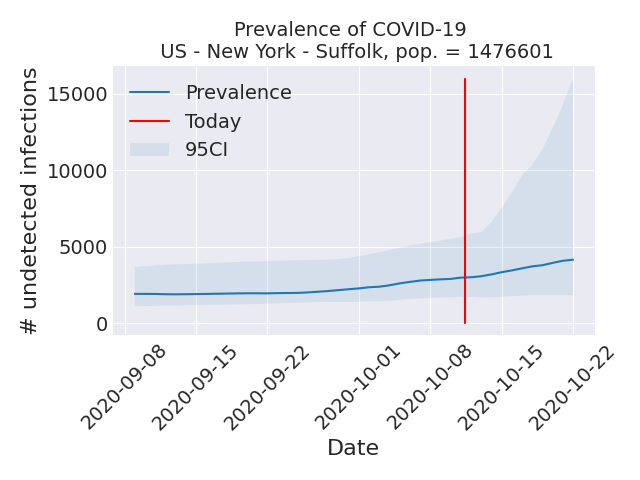 Prevalence of COVID-19
US - New York - Suffolk, pop. = 1476601
Prevalence
Today
95CI
# undetected infections
15000
10000
5000
0
2020-09-08
2020-09-15
2020-09-22
2020-10-01
2020-10-08
2020-10-15
2020-10-22
Date